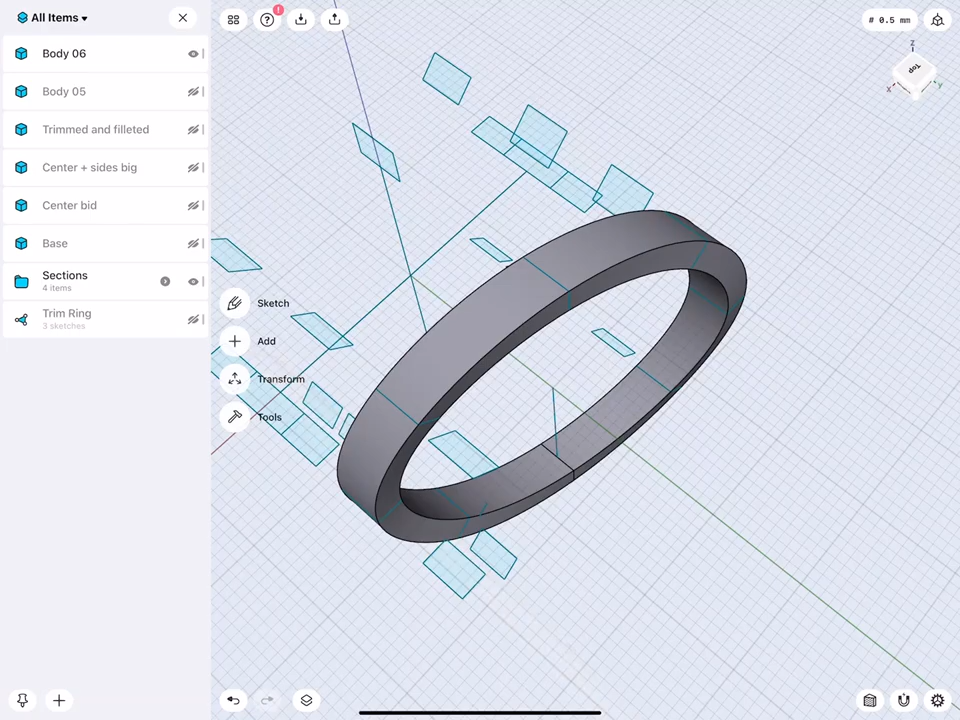 All Items
Body 06
Body 05
Trimmed and filleted
Center + sides big
Center bid
Base
Sections
4 items
Trim Ring
3 sketches
Sketch
Add
Transform
Tools
?
!
# 0.5 mm
Z
Top
X
Y